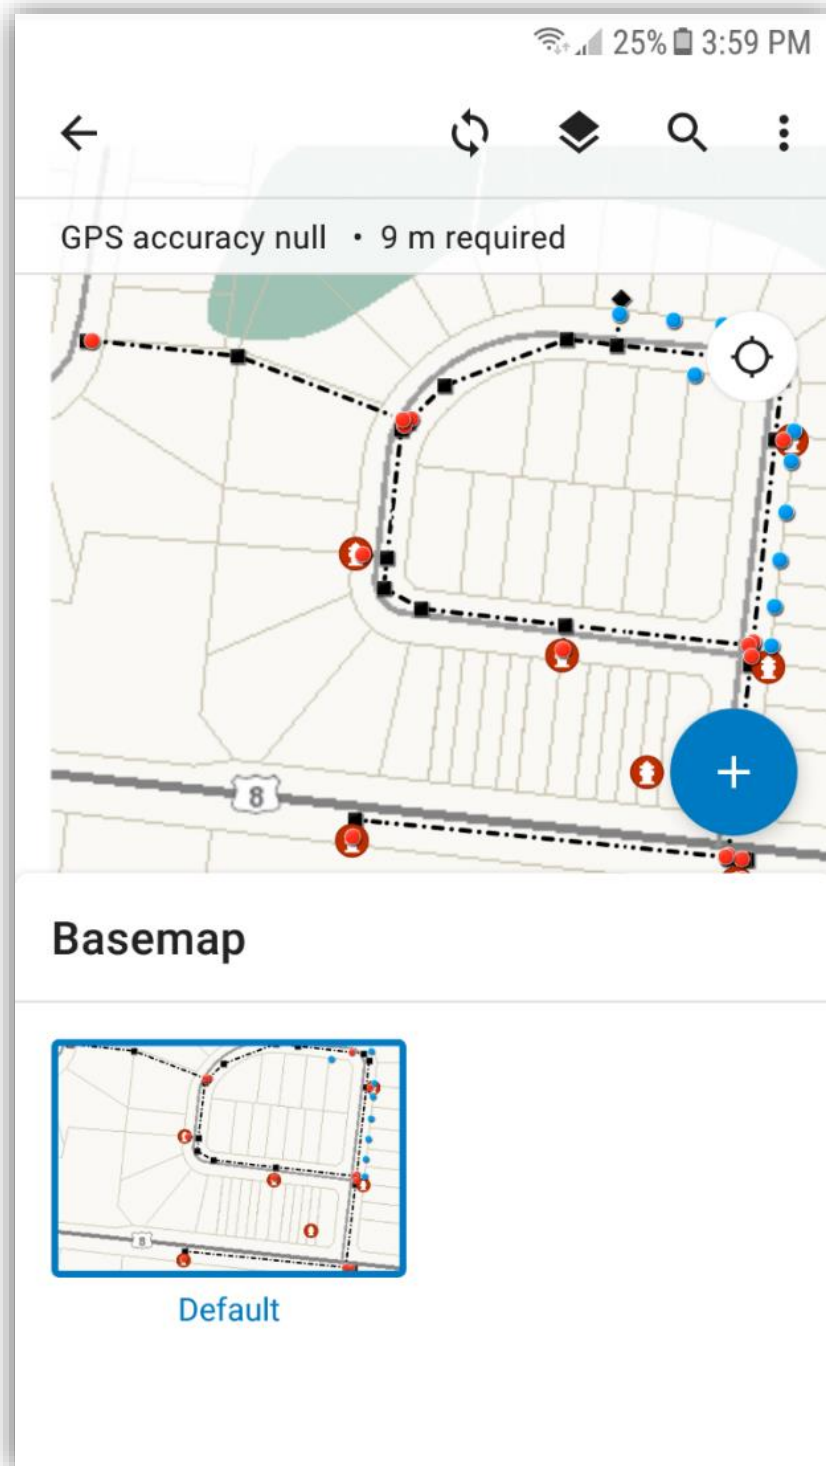 25% 3:59 PM
GPS accuracy null • 9 m required
8
Basemap
8
Default